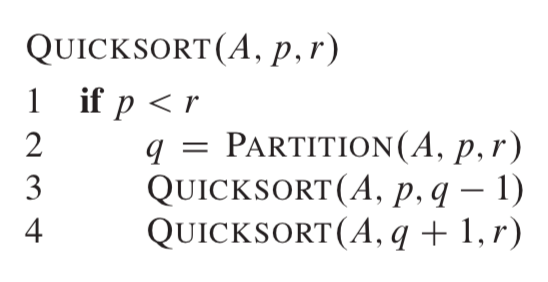 QUICKSORT(A, p, r)
1 if p < r
2 q = PARTITION(A, p, r)
3 QUICKSORT(A, p, q − 1)
4 QUICKSORT(A, q + 1, r)